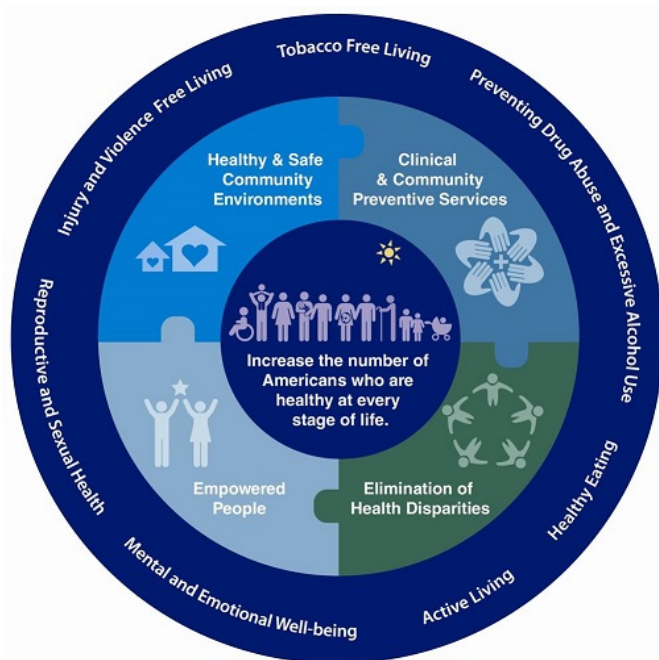 Tobacco Free Living
Preventing Drug Abuse and Excessive Alcohol Use
Healthy Eating
Active Living
Mental and Emotional Well-being
Reproductive and Sexual Health
Injury and Violence Free Living
Healthy & Safe
Community
Environments
Clinical
& Community
Preventive Services
Increase the number of
Americans who are
healthy at every
stage of life.
Empowered
People
Elimination of
Health Disparities